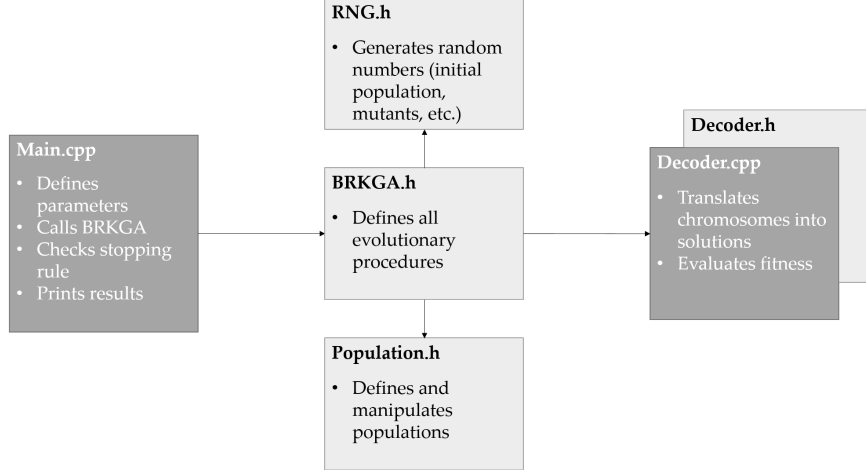 RNG.h
• Generates random
numbers (initial
population,
mutants, etc.)
Main.cpp
• Defines
parameters
• Calls BRKGA
• Checks stopping
rule
• Prints results
BRKGA.h
• Defines all
evolutionary
procedures
Decoder.h
Decoder.cpp
• Translates
chromosomes into
solutions
• Evaluates fitness
Population.h
• Defines and
manipulates
populations